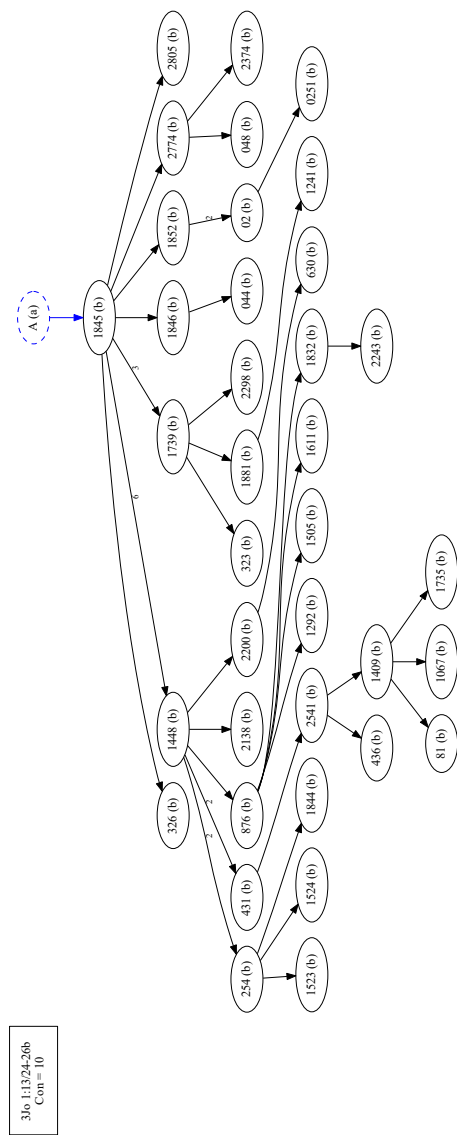 3Jo 1:13/24-26b
Con = 10
A (a)
1845 (b)
6
3
326 (b)
1448 (b)
1739 (b)
1846 (b)
1852 (b)
2774 (b)
2805 (b)
2
2
2
254 (b)
431 (b)
876 (b)
2138 (b)
2200 (b)
323 (b)
1881 (b)
2298 (b)
044 (b)
02 (b)
048 (b)
2374 (b)
1523 (b)
1524 (b)
1844 (b)
2541 (b)
1292 (b)
1505 (b)
1611 (b)
1832 (b)
630 (b)
1241 (b)
0251 (b)
436 (b)
1409 (b)
2243 (b)
81 (b)
1067 (b)
1735 (b)